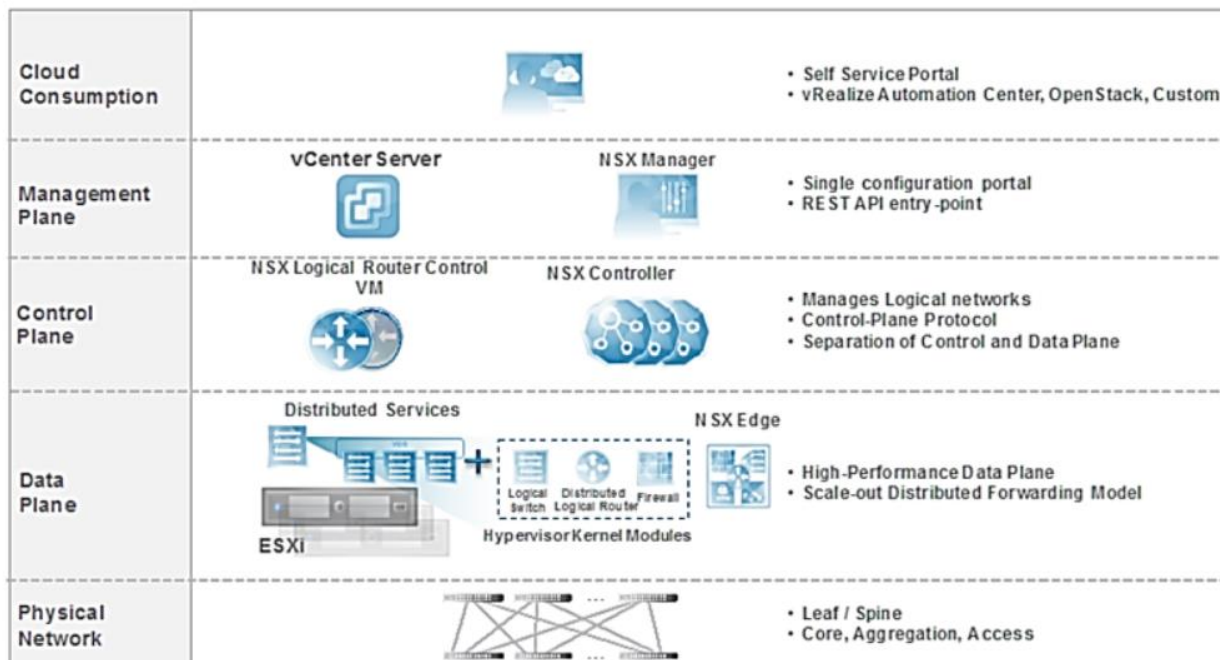 Cloud
Consumption
• Self Service Portal
• vRealize Automation Center, OpenStack, Custom
Management
Plane
vCenter Server
NSX Manager
• Single configuration portal
• REST API entry-point
Control
Plane
NSX Logical Router Control
VM
NSX Controller
• Manages Logical networks
• Control-Plane Protocol
• Separation of Control and Data Plane
Data
Plane
Distributed Services
ESXi
Logical
Switch
Distributed
Logical Router
Firewall
Hypervisor Kernel Modules
NSX Edge
• High-Performance Data Plane
• Scale-out Distributed Forwarding Model
Physical
Network
• Leaf / Spine
• Core, Aggregation, Access